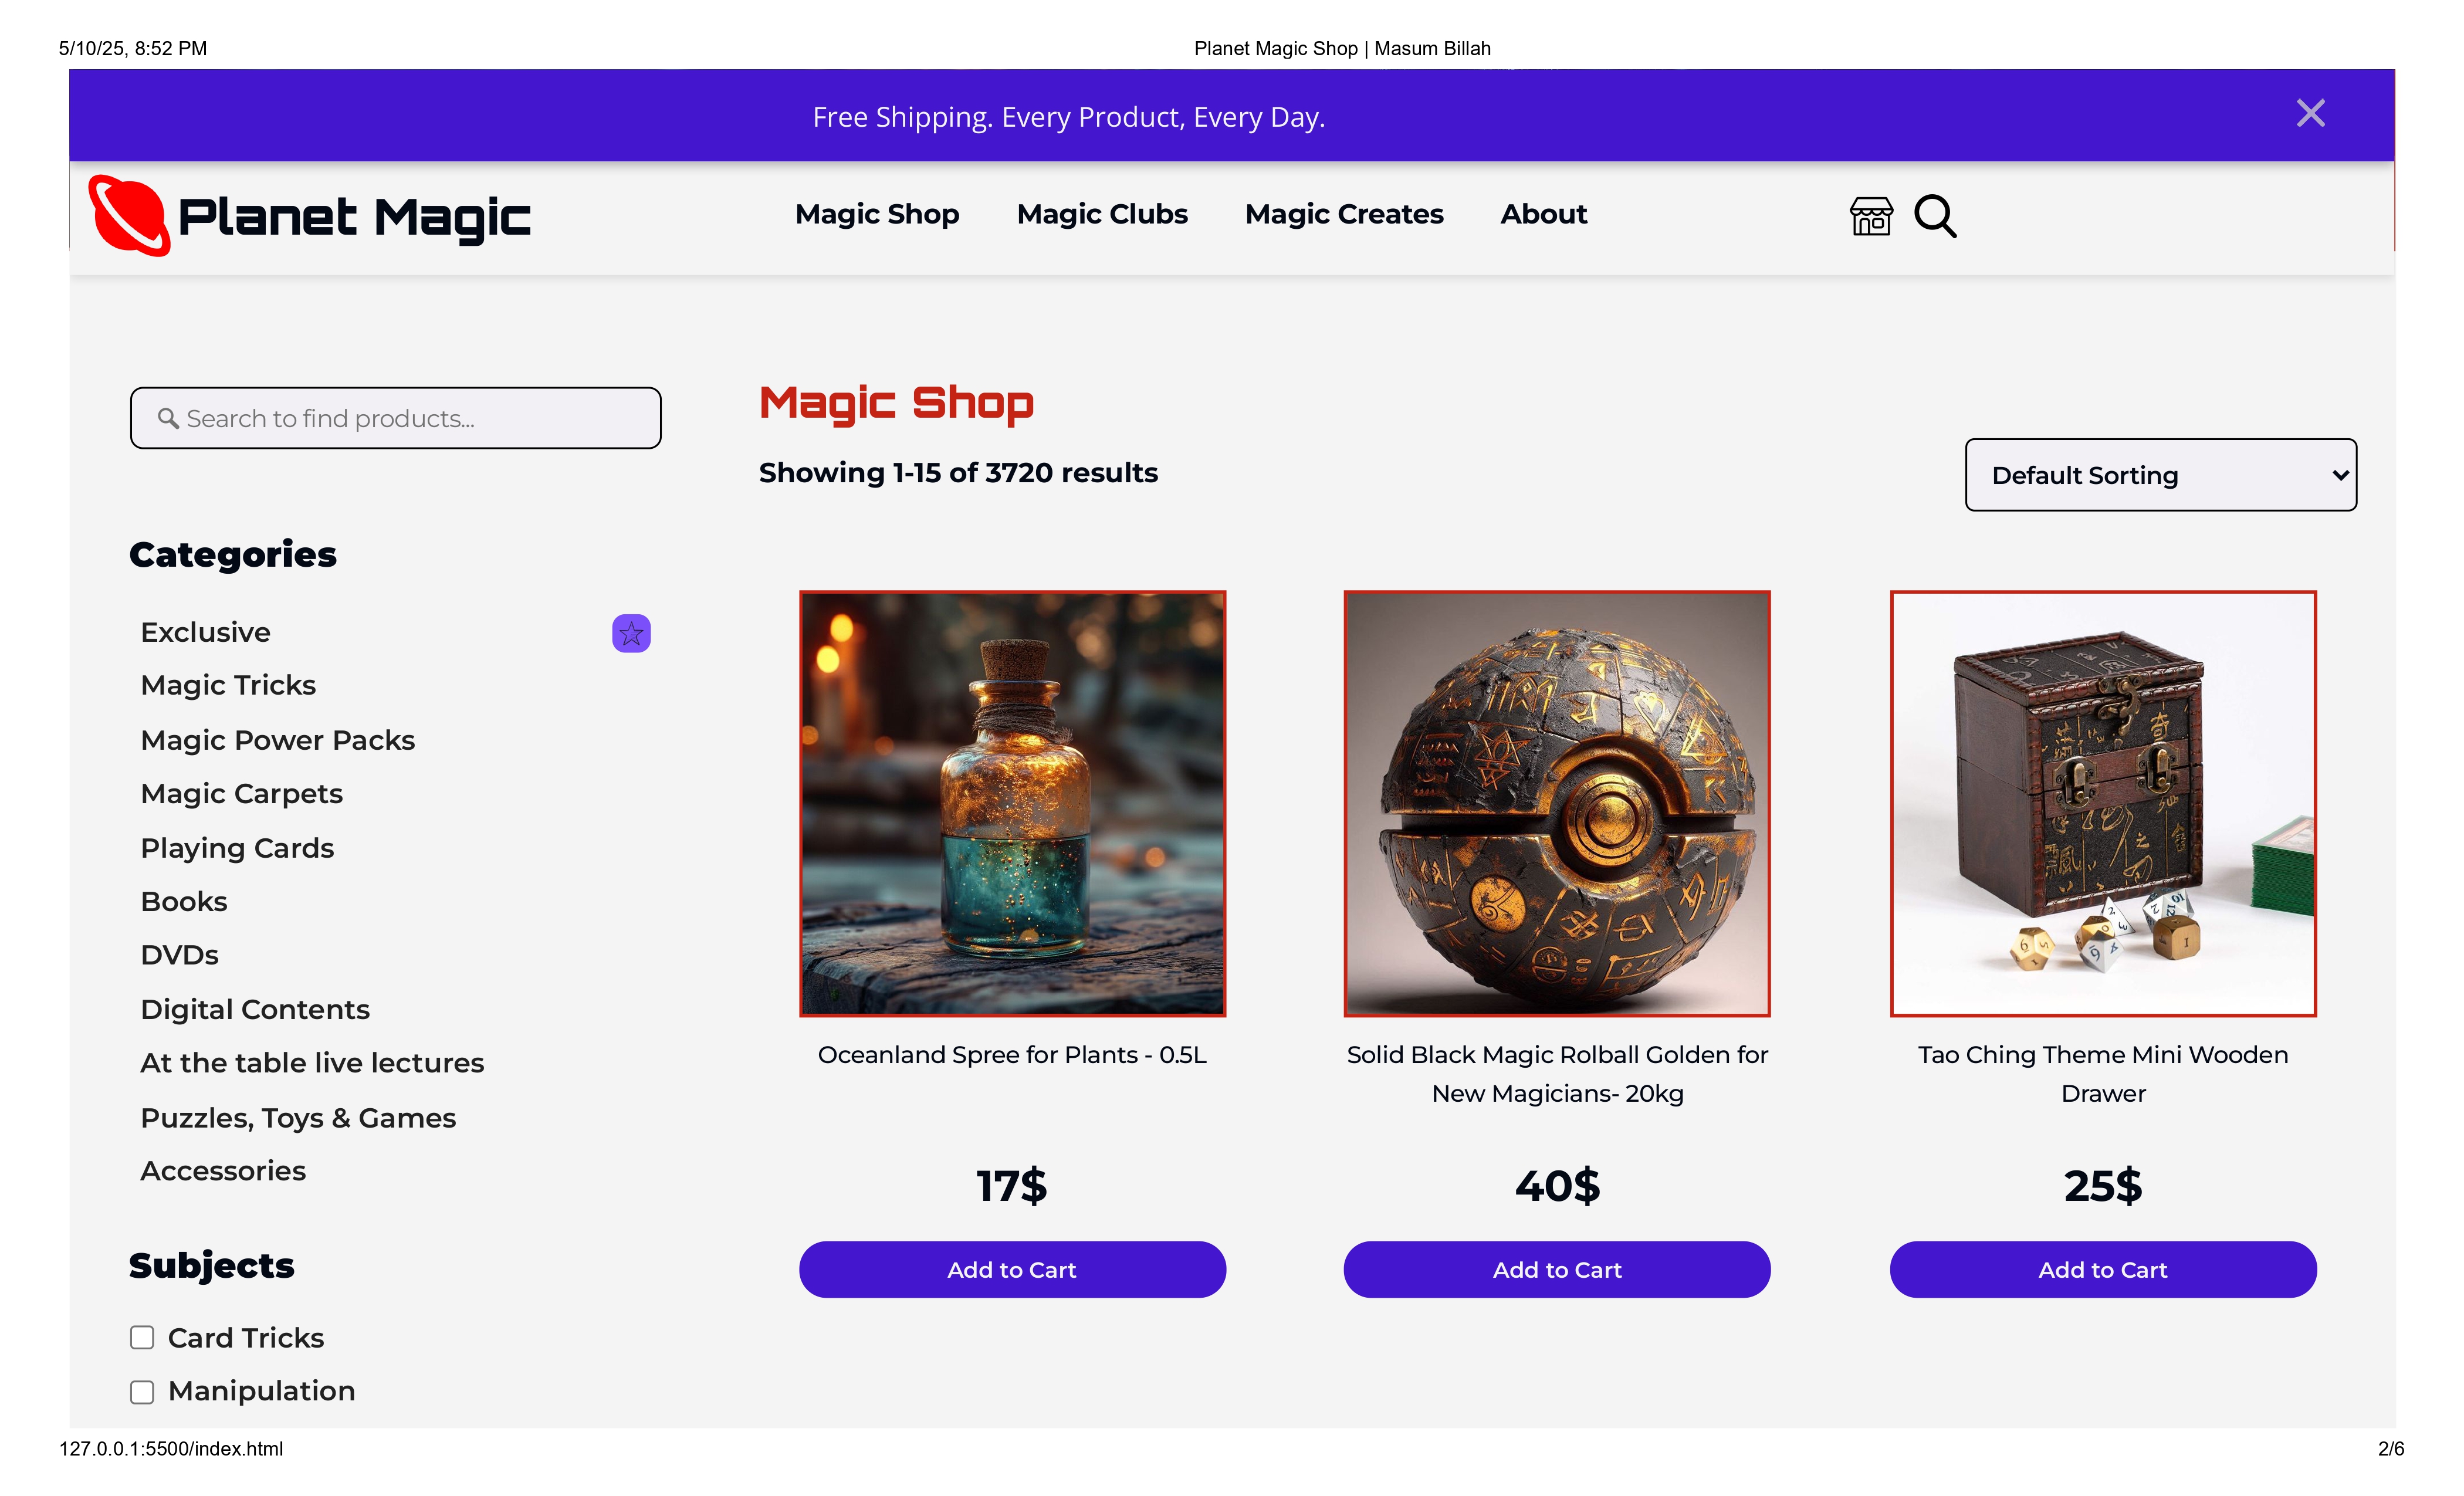 5/10/25, 8:52 PM
Planet Magic Shop | Masum Billah
Free Shipping. Every Product, Every Day.
Planet Magic
Magic Shop
Magic Clubs
Magic Creates
About
Search to find products...
Categories
Exclusive
Magic Tricks
Magic Power Packs
Magic Carpets
Playing Cards
Books
DVDs
Digital Contents
At the table live lectures
Puzzles, Toys & Games
Accessories
Subjects
Card Tricks
Manipulation
Magic Shop
Showing 1-15 of 3720 results
Default Sorting
Oceanland Spree for Plants - 0.5L
17$
Add to Cart
Solid Black Magic Rolball Golden for
New Magicians- 20kg
40$
Add to Cart
Tao Ching Theme Mini Wooden
Drawer
25$
Add to Cart
127.0.0.1:5500/index.html
2/6